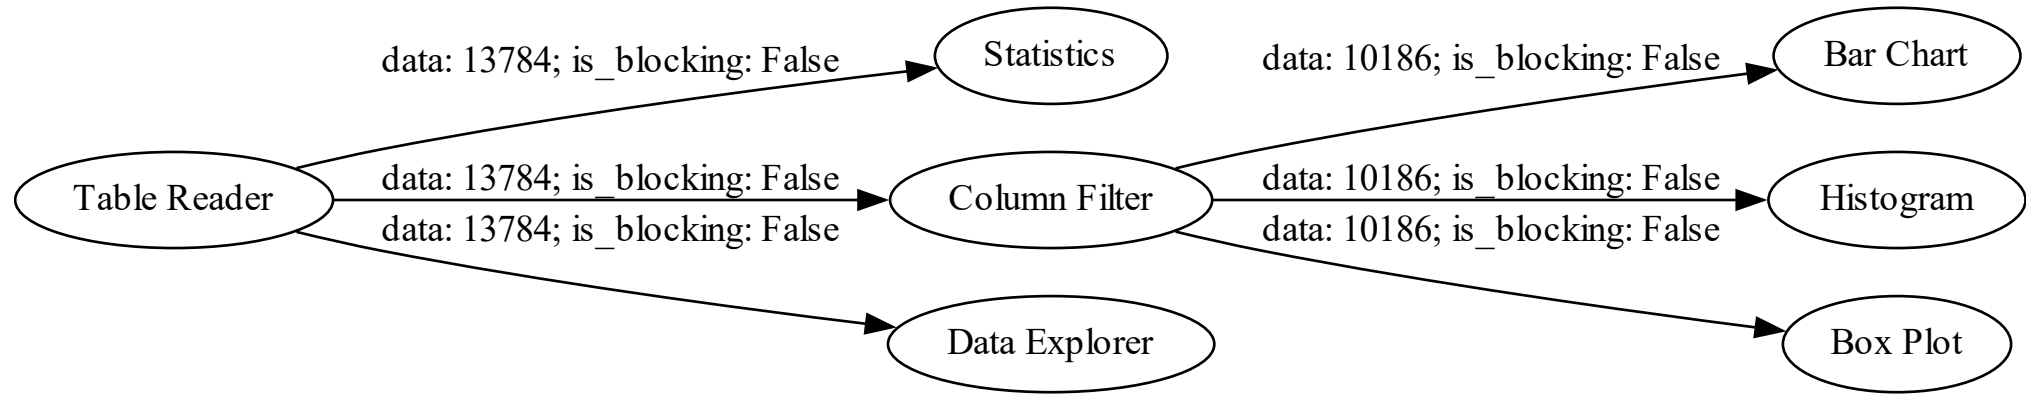 data: 13784; is_blocking: False
Statistics
data: 10186; is_blocking: False
Bar Chart
Table Reader
data: 13784; is_blocking: False
Column Filter
data: 10186; is_blocking: False
Histogram
data: 13784; is_blocking: False
data: 10186; is_blocking: False
Data Explorer
Box Plot